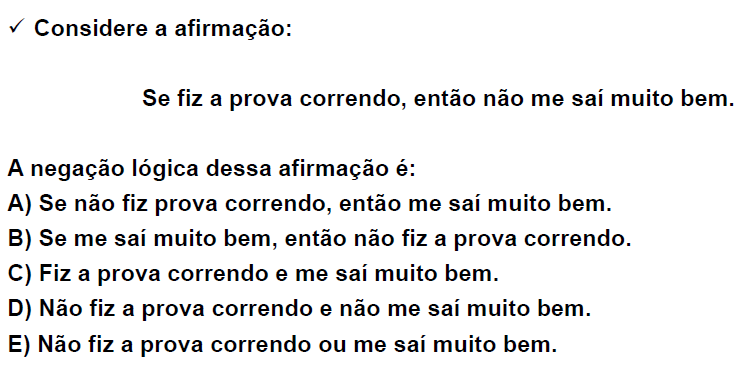 ✓ Considere a afirmação:
Se fiz a prova correndo, então não me saí muito bem.
A negação lógica dessa afirmação é:
A) Se não fiz prova correndo, então me saí muito bem.
B) Se me saí muito bem, então não fiz a prova correndo.
C) Fiz a prova correndo e me saí muito bem.
D) Não fiz a prova correndo e não me saí muito bem.
E) Não fiz a prova correndo ou me saí muito bem.